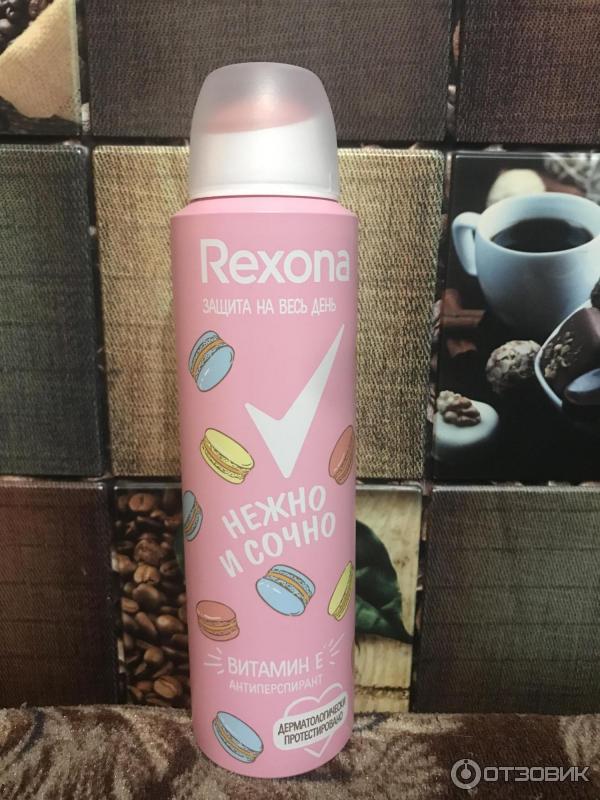 Rexona
ЗАЩИТА НА ВЕСЬ ДЕНЬ
НЕЖНО
И СОЧНО
ВИТАМИН Е
АНТИПЕРСПИРАНТ
ДЕРМАТОЛОГИЧЕСКИ
ПРОТЕСТИРОВАНО
ОТЗОВИК